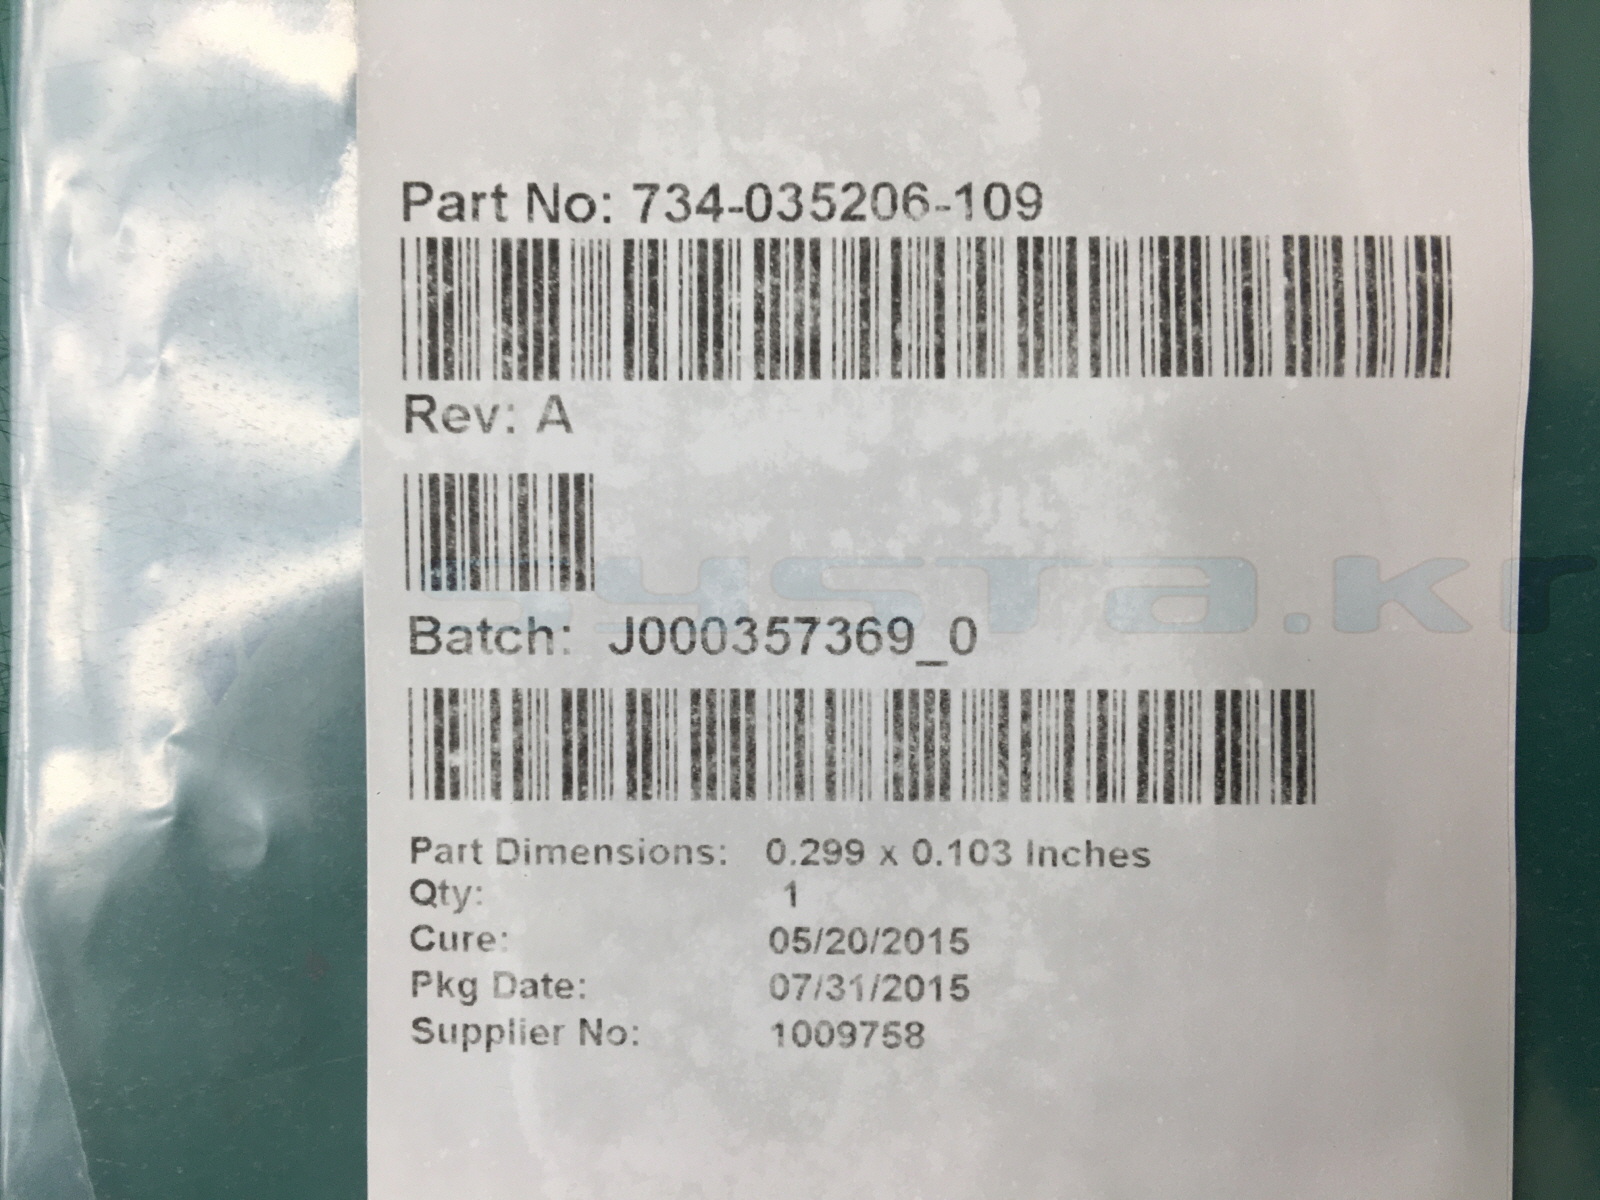 Part No: 734-035206-109
Rev: A
Batch: J000357369_0
Part Dimensions: 0.299 x 0.103 Inches
Qty: 1
Cure: 05/20/2015
Pkg Date: 07/31/2015
Supplier No: 1009758